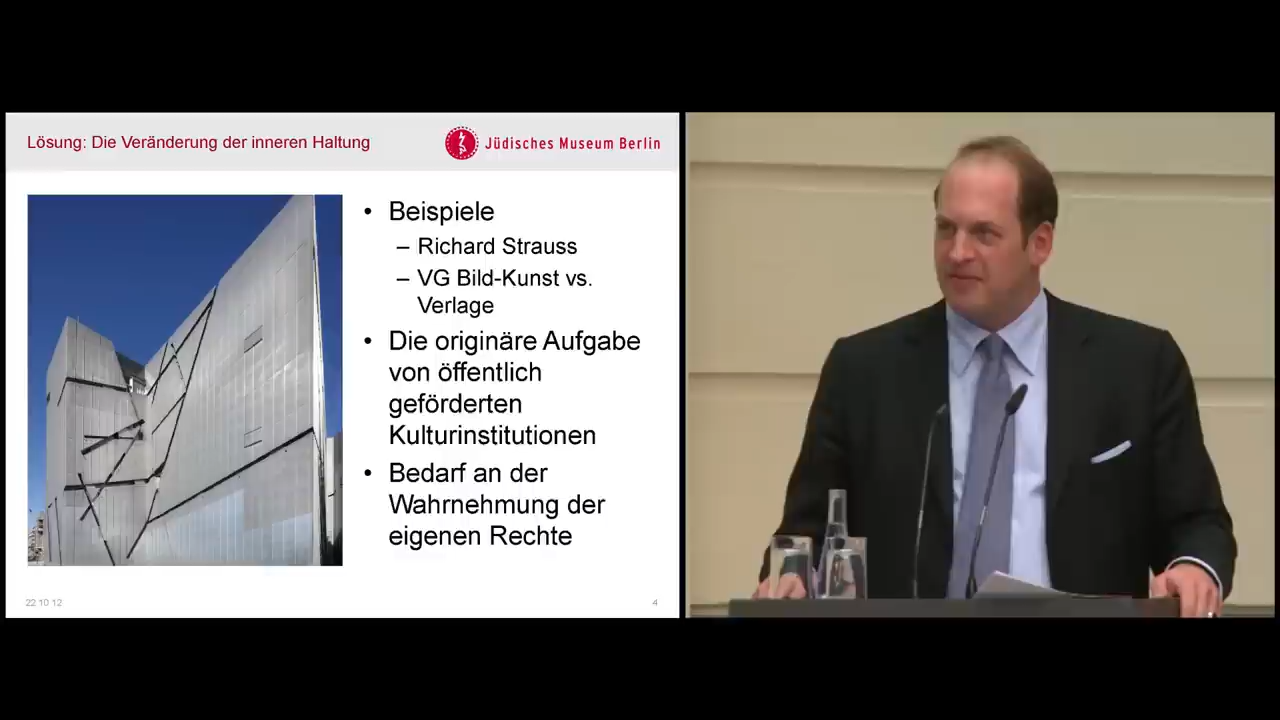 Lösung: Die Veränderung der inneren Haltung
Jüdisches Museum Berlin
• Beispiele
– Richard Strauss
– VG Bild-Kunst vs.
Verlage
• Die originäre Aufgabe
von öffentlich
geförderten
Kulturinstitutionen
• Bedarf an der
Wahrnehmung der
eigenen Rechte
22.10.12
4